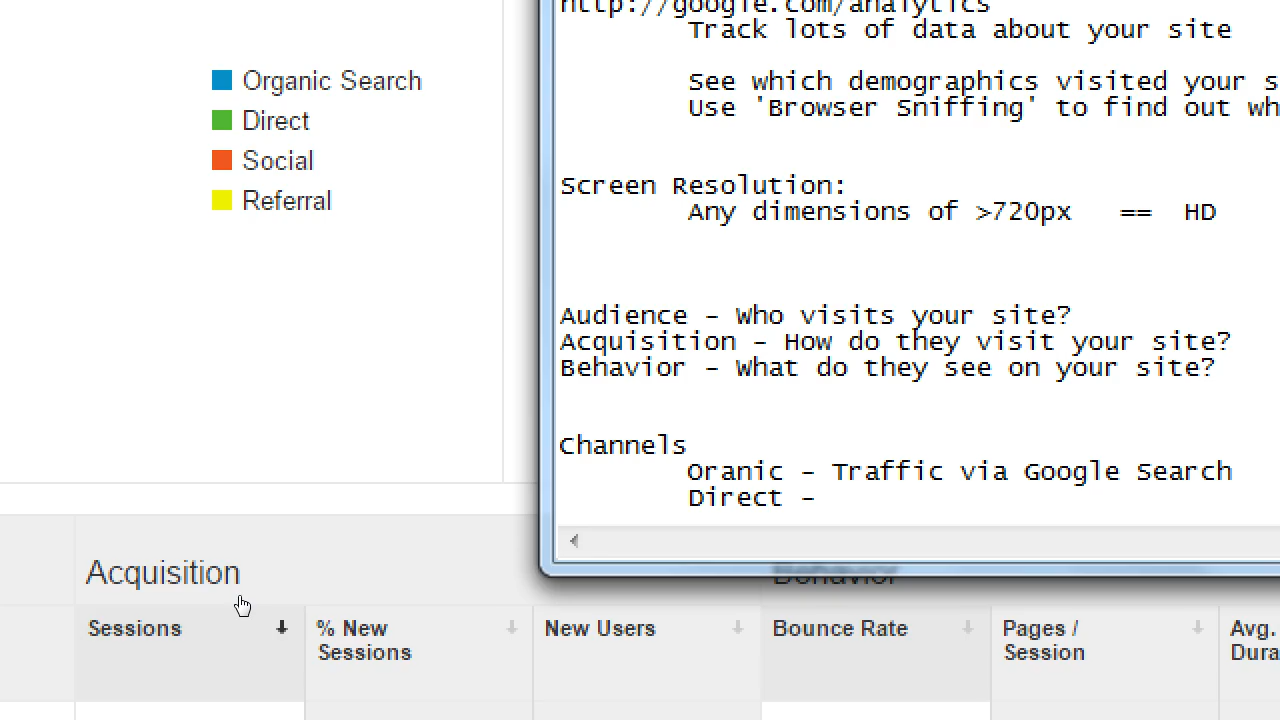 Organic Search
Direct
Social
Referral
http://google.com/analytics
Track lots of data about your site
See which demographics visited your s
Use 'Browser Sniffing' to find out wh
Screen Resolution:
Any dimensions of >720px == HD
Audience - Who visits your site?
Acquisition - How do they visit your site?
Behavior - What do they see on your site?
Channels
Oranic - Traffic via Google Search
Direct -
Acquisition
Behavior
Sessions
% New
Sessions
New Users
Bounce Rate
Pages /
Session
Avg.
Dura